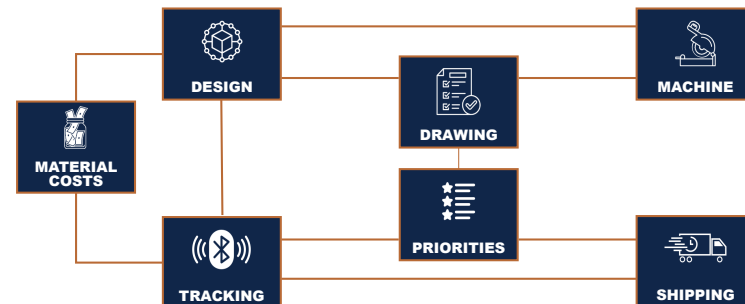 DESIGN
MACHINE
DRAWING
MATERIAL
COSTS
PRIORITIES
TRACKING
SHIPPING